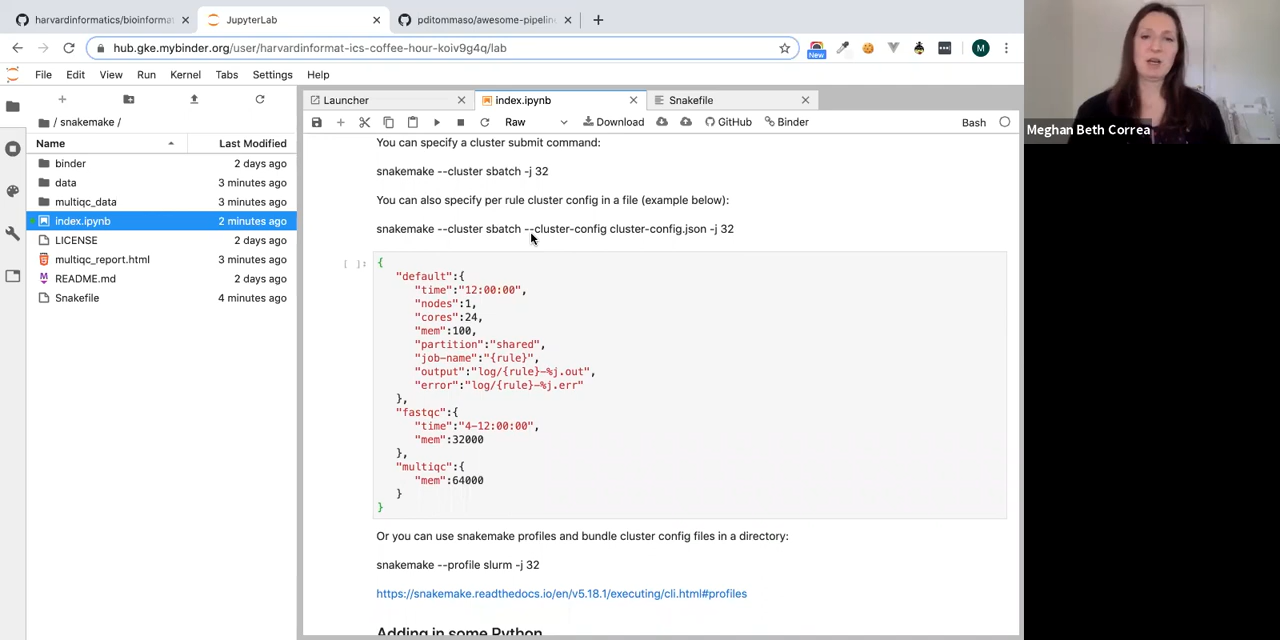 harvardinformatics/bioinformat
JupyterLab
pditommaso/awesome-pipelin
hub.gke.mybinder.org/user/harvardinformat-ics-coffee-hour-koiv9g4q/lab
New
M
File Edit View Run Kernel Tabs Settings Help
Launcher
index.ipynb
Snakefile
Raw
Download
GitHub
Binder
Bash
/ snakemake /
Name
Last Modified
binder 2 days ago
data 3 minutes ago
multiqc_data 3 minutes ago
index.ipynb 2 minutes ago
LICENSE 2 days ago
multiqc_report.html 3 minutes ago
README.md 2 days ago
Snakefile 4 minutes ago
You can specify a cluster submit command:
snakemake --cluster sbatch -j 32
You can also specify per rule cluster config in a file (example below):
snakemake --cluster sbatch --cluster-config cluster-config.json -j 32
[ ]:
{
"default":{
"time":"12:00:00",
"nodes":1,
"cores":24,
"mem":100,
"partition":"shared",
"job-name":"{rule}",
"output":"log/{rule}-%j.out",
"error":"log/{rule}-%j.err"
},
"fastqc":{
"time":"4-12:00:00",
"mem":32000
},
"multiqc":{
"mem":64000
}
}
Or you can use snakemake profiles and bundle cluster config files in a directory:
snakemake --profile slurm -j 32
https://snakemake.readthedocs.io/en/v5.18.1/executing/cli.html#profiles
Adding in some Python
Meghan Beth Correa